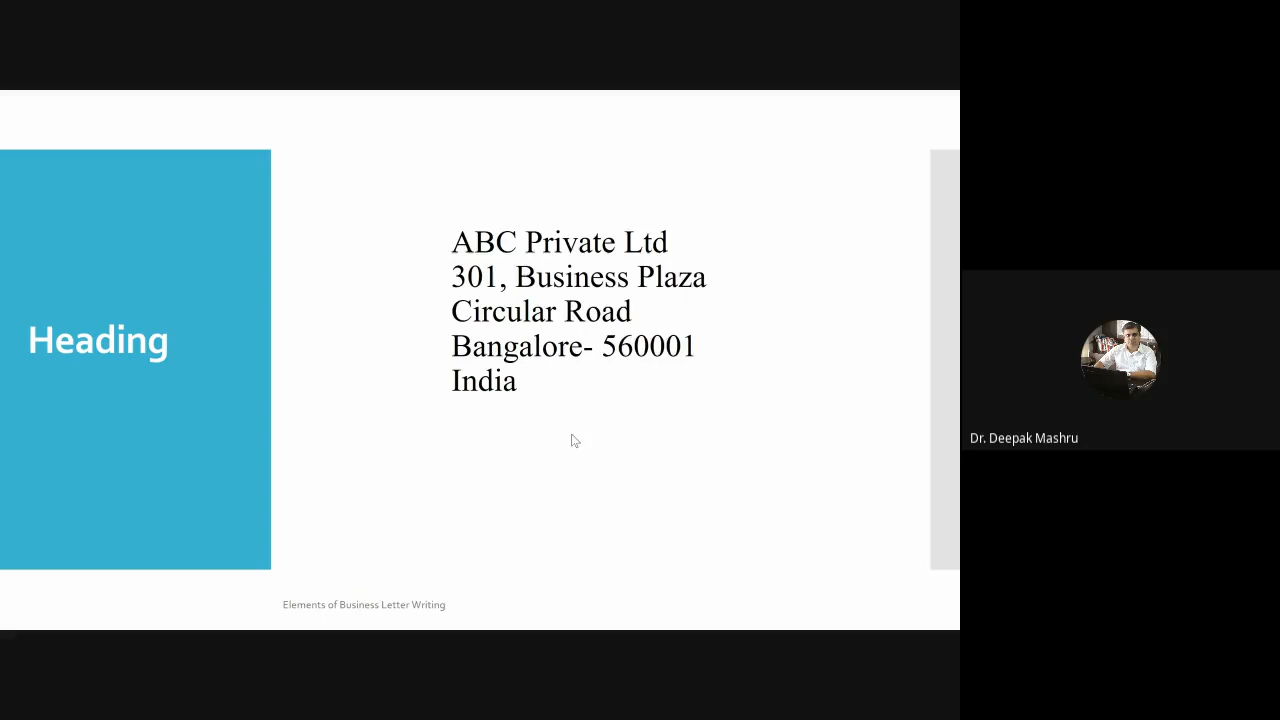 Heading
ABC Private Ltd
301, Business Plaza
Circular Road
Bangalore- 560001
India
Elements of Business Letter Writing
Dr. Deepak Mashru